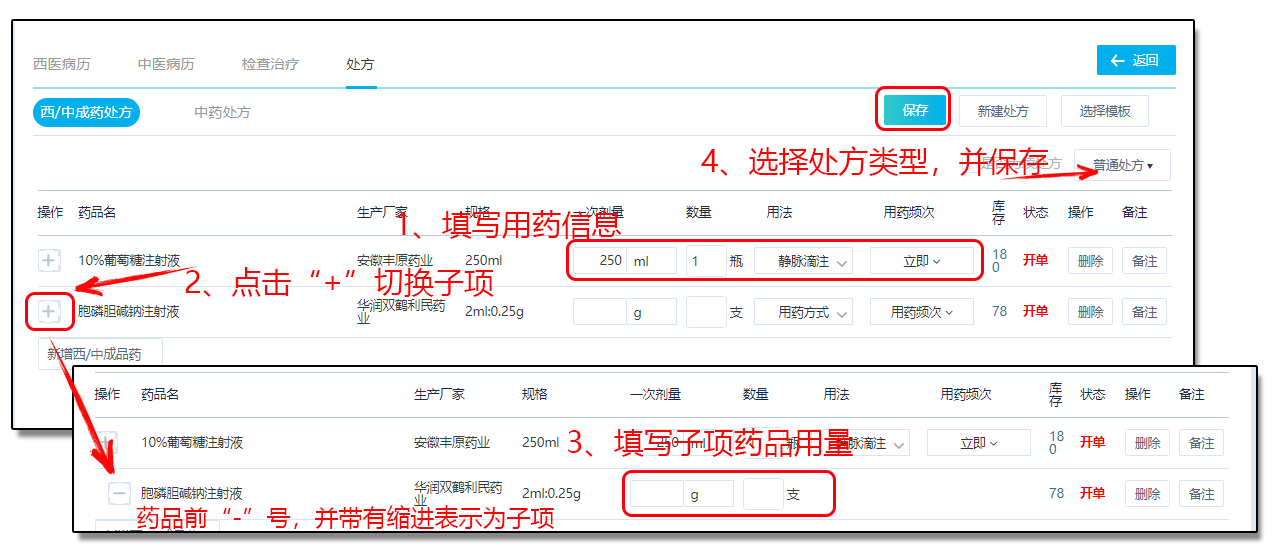 西医病历 中医病历 检查治疗 处方 返回
西/中成药处方 中药处方 保存 新建处方 选择模板
4、选择处方类型，并保存 处方 普通处方
操作 药品名 生产厂家 规格 一次剂量 数量 用法 用药频次 库存 状态 操作 备注
1、填写用药信息
10%葡萄糖注射液 安徽丰原药业 250ml 250 ml 1 瓶 静脉滴注 立即 180 开单 删除 备注
2、点击“+”切换子项
胞磷胆碱钠注射液 华润双鹤利民药业 2ml:0.25g g 支 用药方式 用药频次 78 开单 删除 备注
新增西/中成品药
操作 药品名 生产厂家 规格 一次剂量 数量 用法 用药频次 库存 状态 操作 备注
10%葡萄糖注射液 安徽丰原药业 250ml 250 ml 瓶 静脉滴注 立即 180 开单 删除 备注
3、填写子项药品用量
胞磷胆碱钠注射液 华润双鹤利民药业 2ml:0.25g g 支 78 开单 删除 备注
药品前“-”号，并带有缩进表示为子项